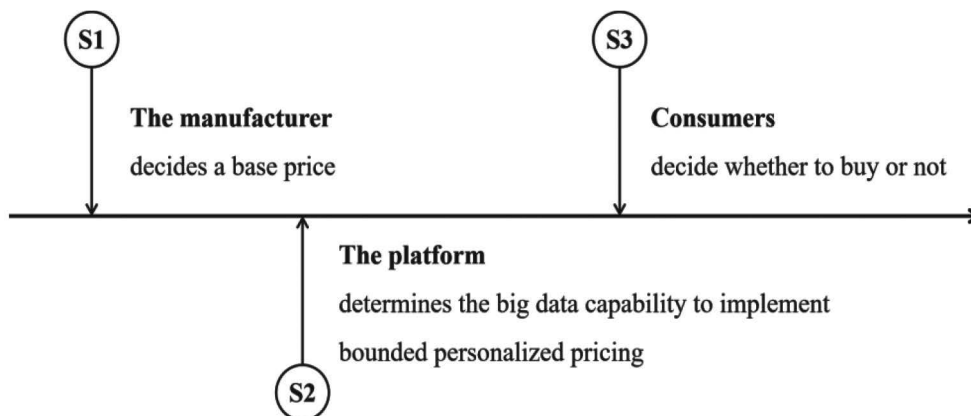 S1
The manufacturer
decides a base price
S3
Consumers
decide whether to buy or not
The platform
determines the big data capability to implement
bounded personalized pricing
S2